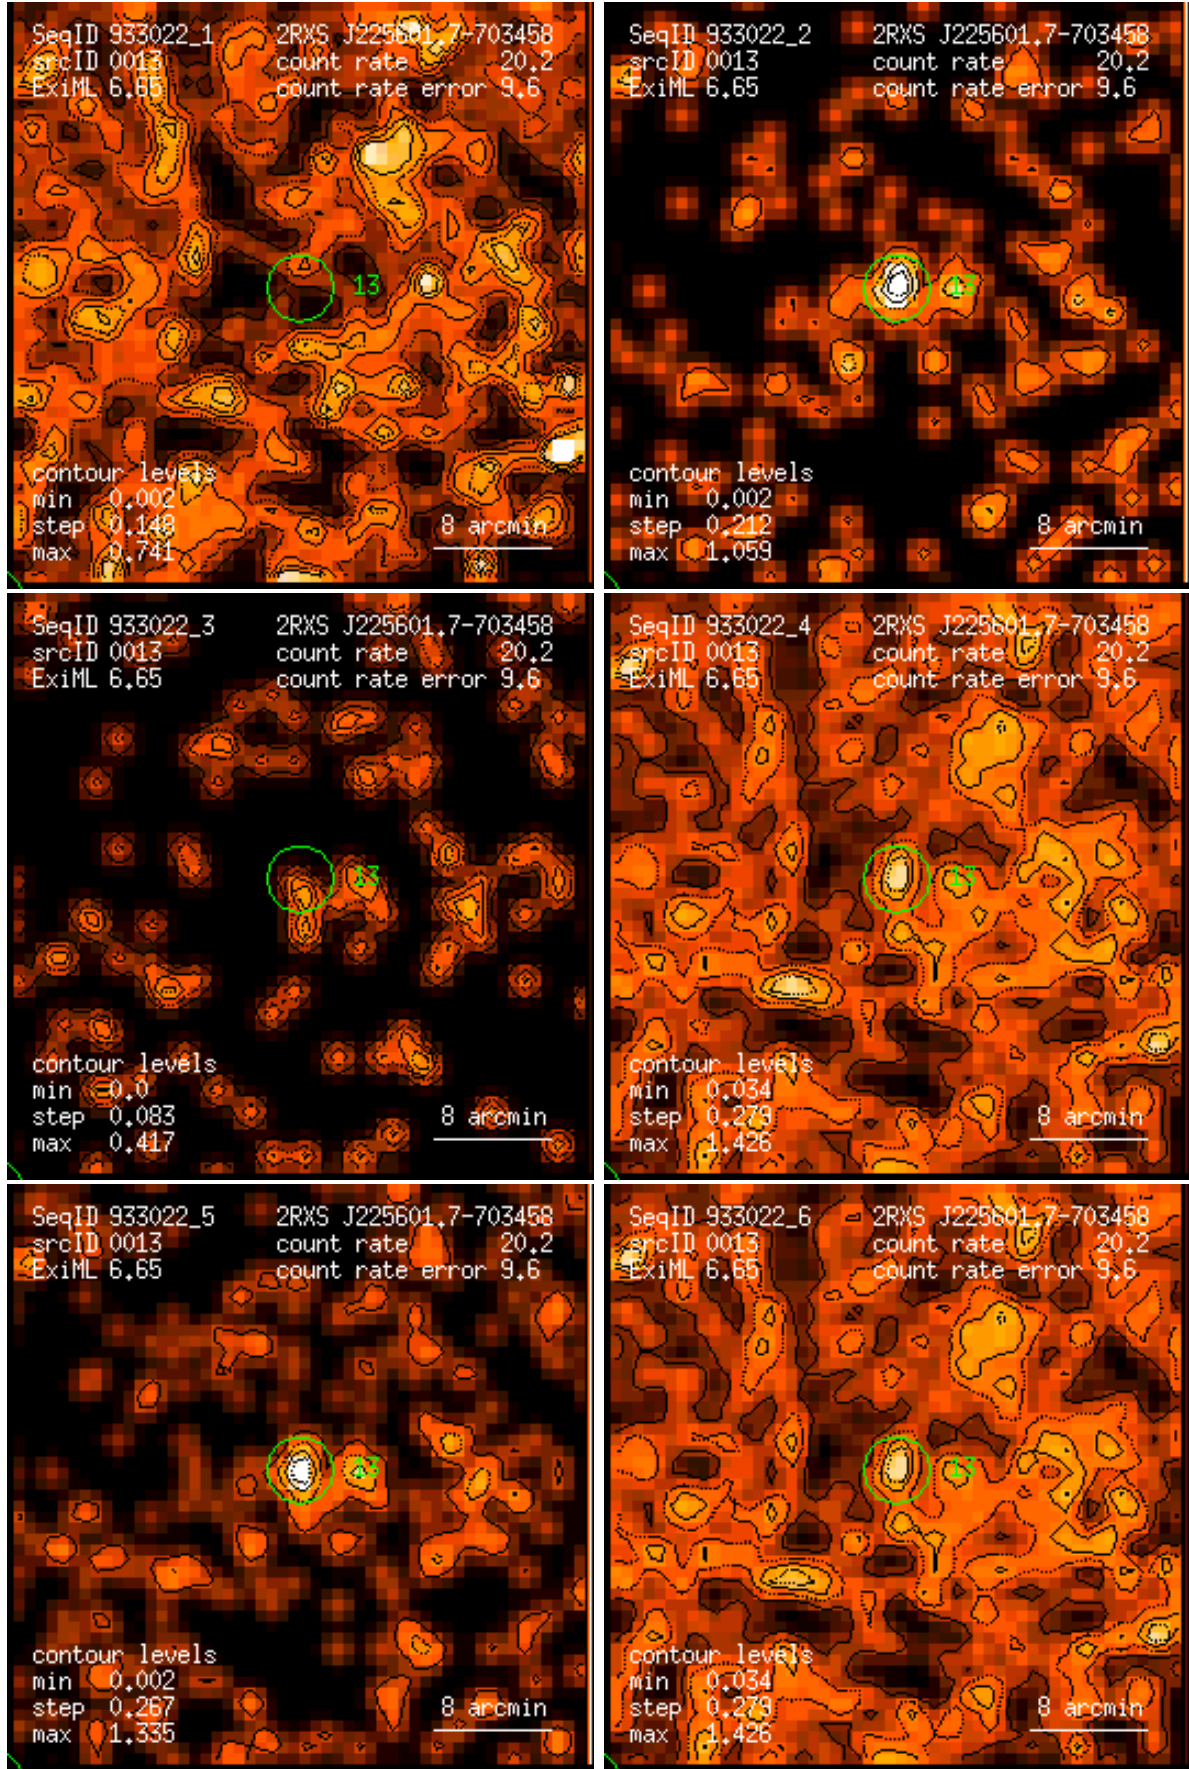 SeqID 933022_1 2RXS J225601.7-703458
srcID 0013 count rate 20.2
ExiML 6.65 count rate error 9.6
13
contour levels
min 0.002
step 0.148
max 0.741
8 arcmin
SeqID 933022_2 2RXS J225601.7-703458
srcID 0013 count rate 20.2
ExiML 6.65 count rate error 9.6
13
contour levels
min 0.002
step 0.212
max 1.059
8 arcmin
SeqID 933022_3 2RXS J225601.7-703458
srcID 0013 count rate 20.2
ExiML 6.65 count rate error 9.6
13
contour levels
min 0.0
step 0.083
max 0.417
8 arcmin
SeqID 933022_4 2RXS J225601.7-703458
srcID 0013 count rate 20.2
ExiML 6.65 count rate error 9.6
13
contour levels
min 0.034
step 0.279
max 1.426
8 arcmin
SeqID 933022_5 2RXS J225601.7-703458
srcID 0013 count rate 20.2
ExiML 6.65 count rate error 9.6
13
contour levels
min 0.002
step 0.267
max 1.335
8 arcmin
SeqID 933022_6 2RXS J225601.7-703458
srcID 0013 count rate 20.2
ExiML 6.65 count rate error 9.6
13
contour levels
min 0.034
step 0.279
max 1.426
8 arcmin